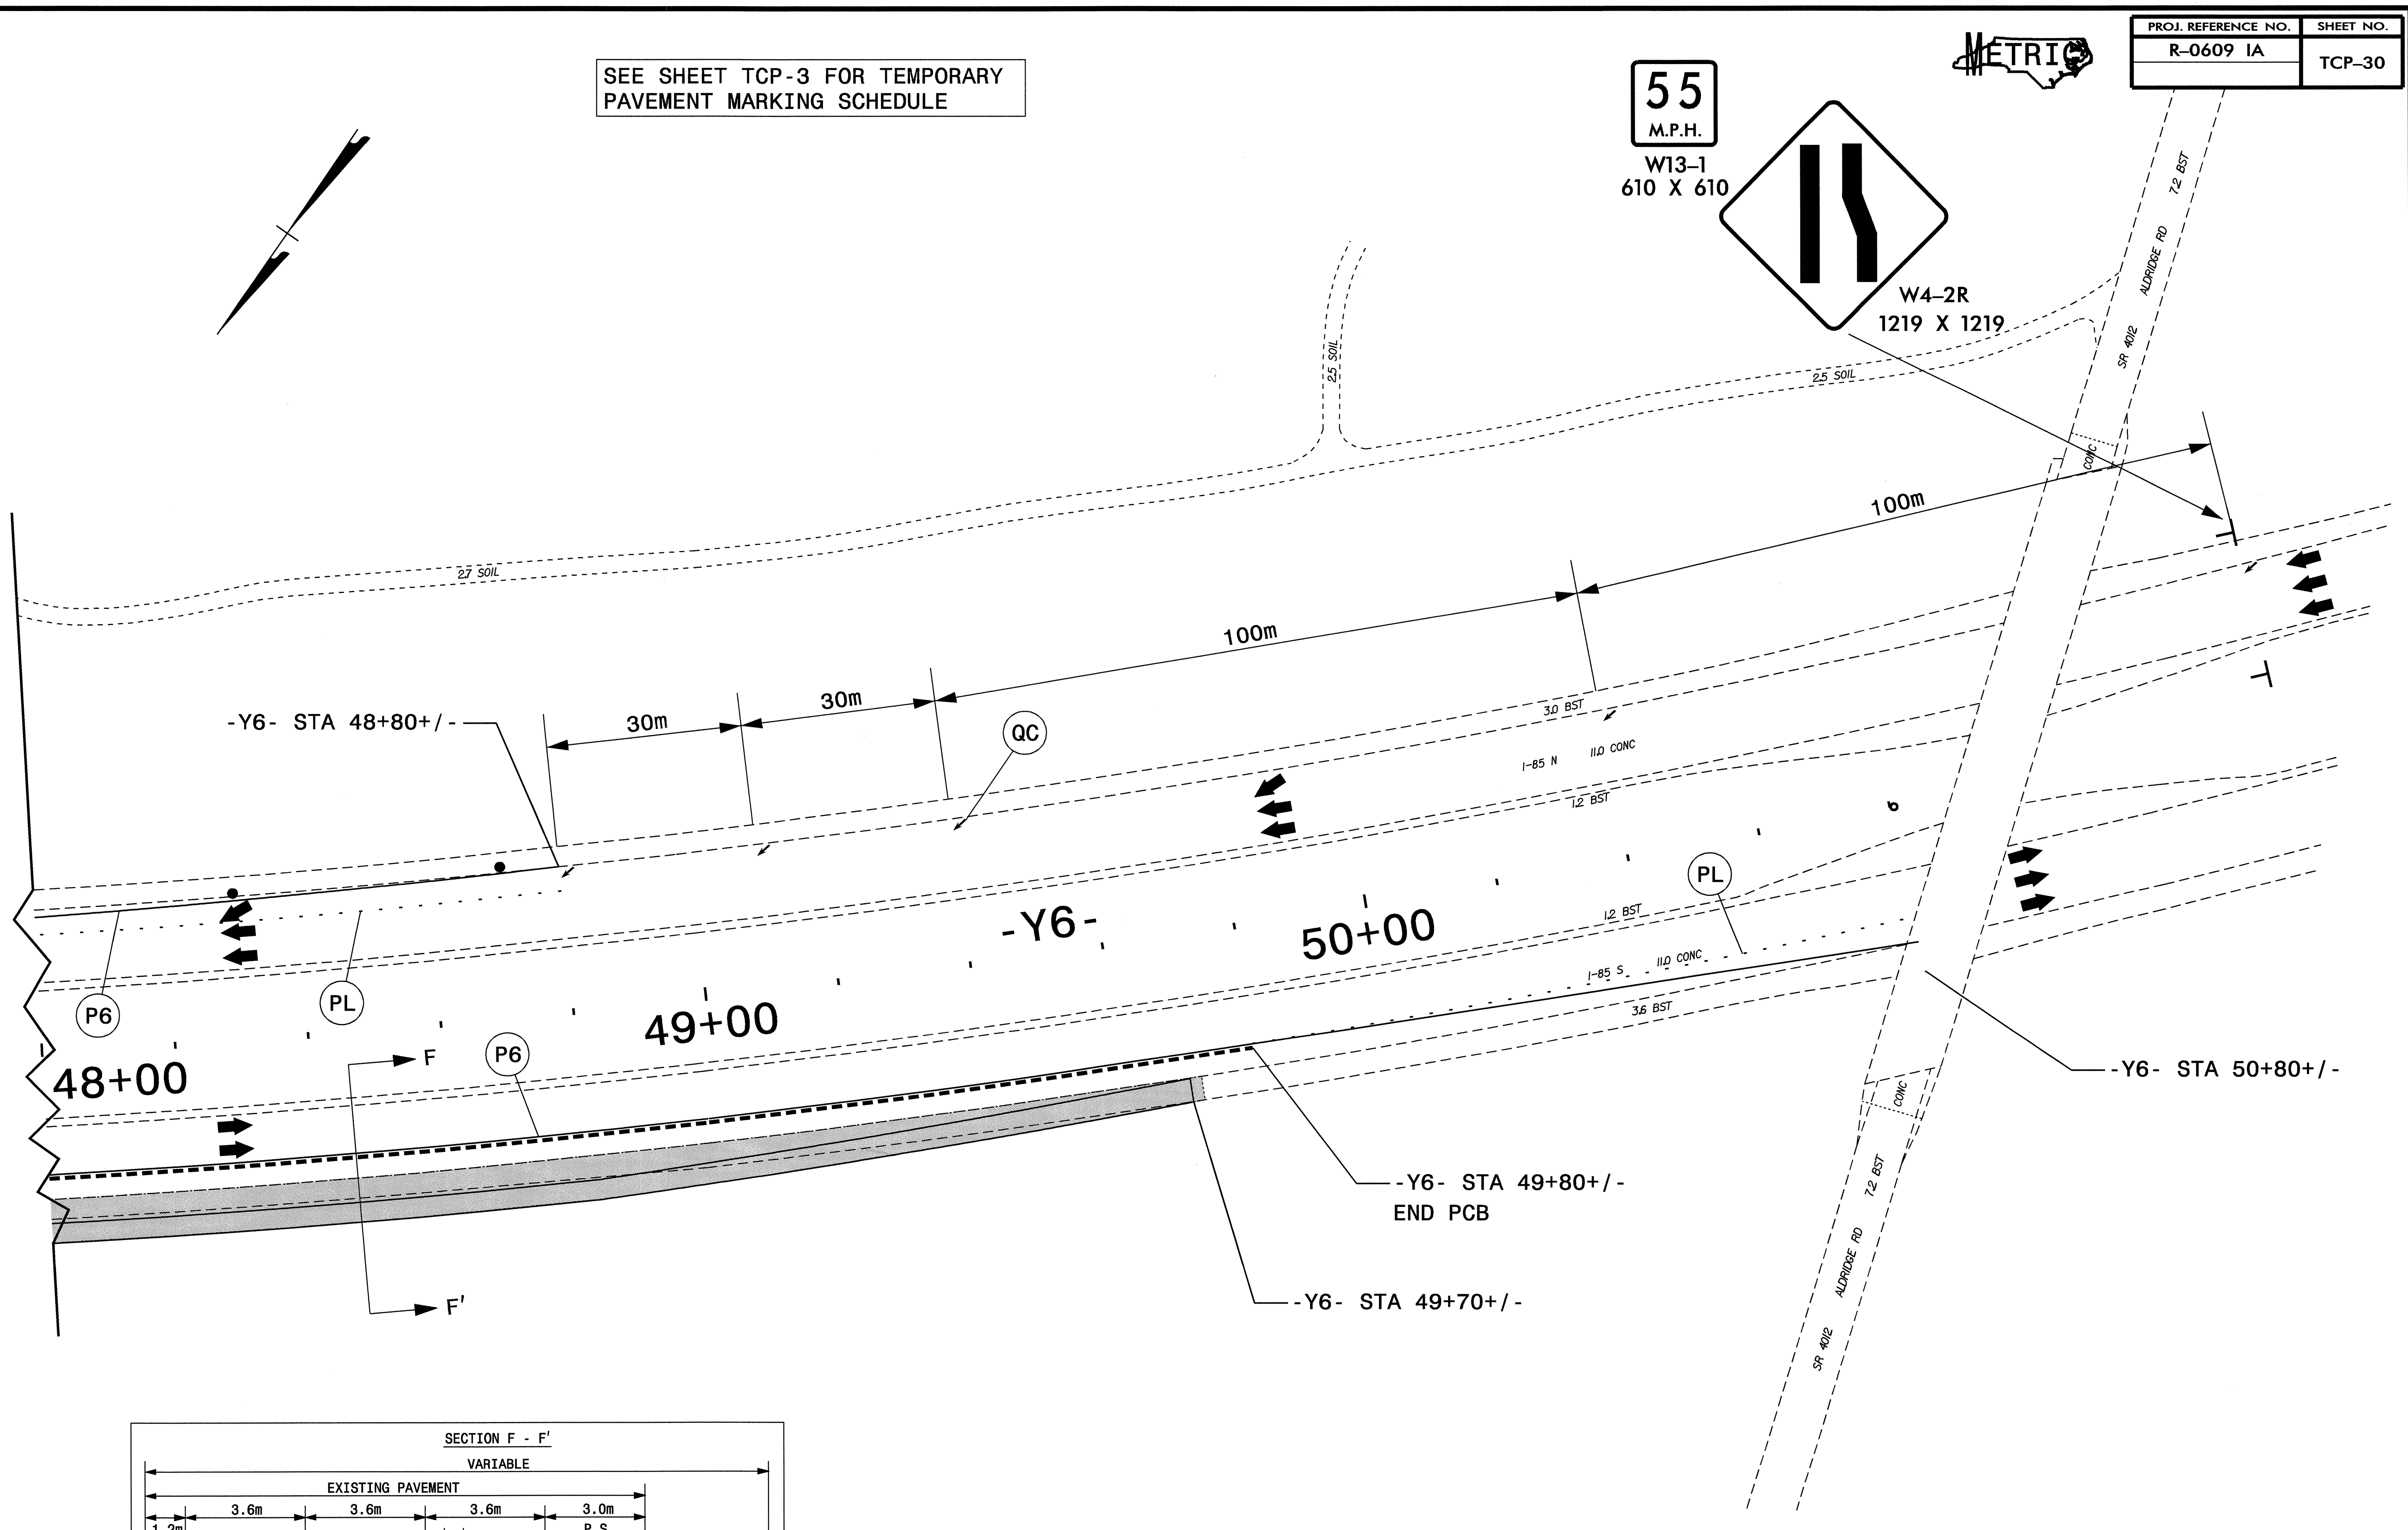 PROJ. REFERENCE NO. SHEET NO.
R-0609 IA TCP-30
METRIC
SEE SHEET TCP-3 FOR TEMPORARY
PAVEMENT MARKING SCHEDULE
55
M.P.H.
W13-1
610 X 610
W4-2R
1219 X 1219
7.2 BST
ALDRIDGE RD
SR 4012
2.5 SOIL
2.5 SOIL
CONC
100m
2.7 SOIL
100m
30m
30m
-Y6- STA 48+80+/-
QC
3.0 BST
I-85 N 11.0 CONC
1.2 BST
PL
-Y6-
50+00
1.2 BST
I-85 S 11.0 CONC
3.6 BST
P6
PL
49+00
48+00
F
P6
-Y6- STA 50+80+/-
CONC
-Y6- STA 49+80+/-
END PCB
7.2 BST
ALDRIDGE RD
SR 4012
-Y6- STA 49+70+/-
F'
SECTION F - F'
VARIABLE
EXISTING PAVEMENT
3.6m 3.6m 3.6m 3.0m
1.2m P.S.